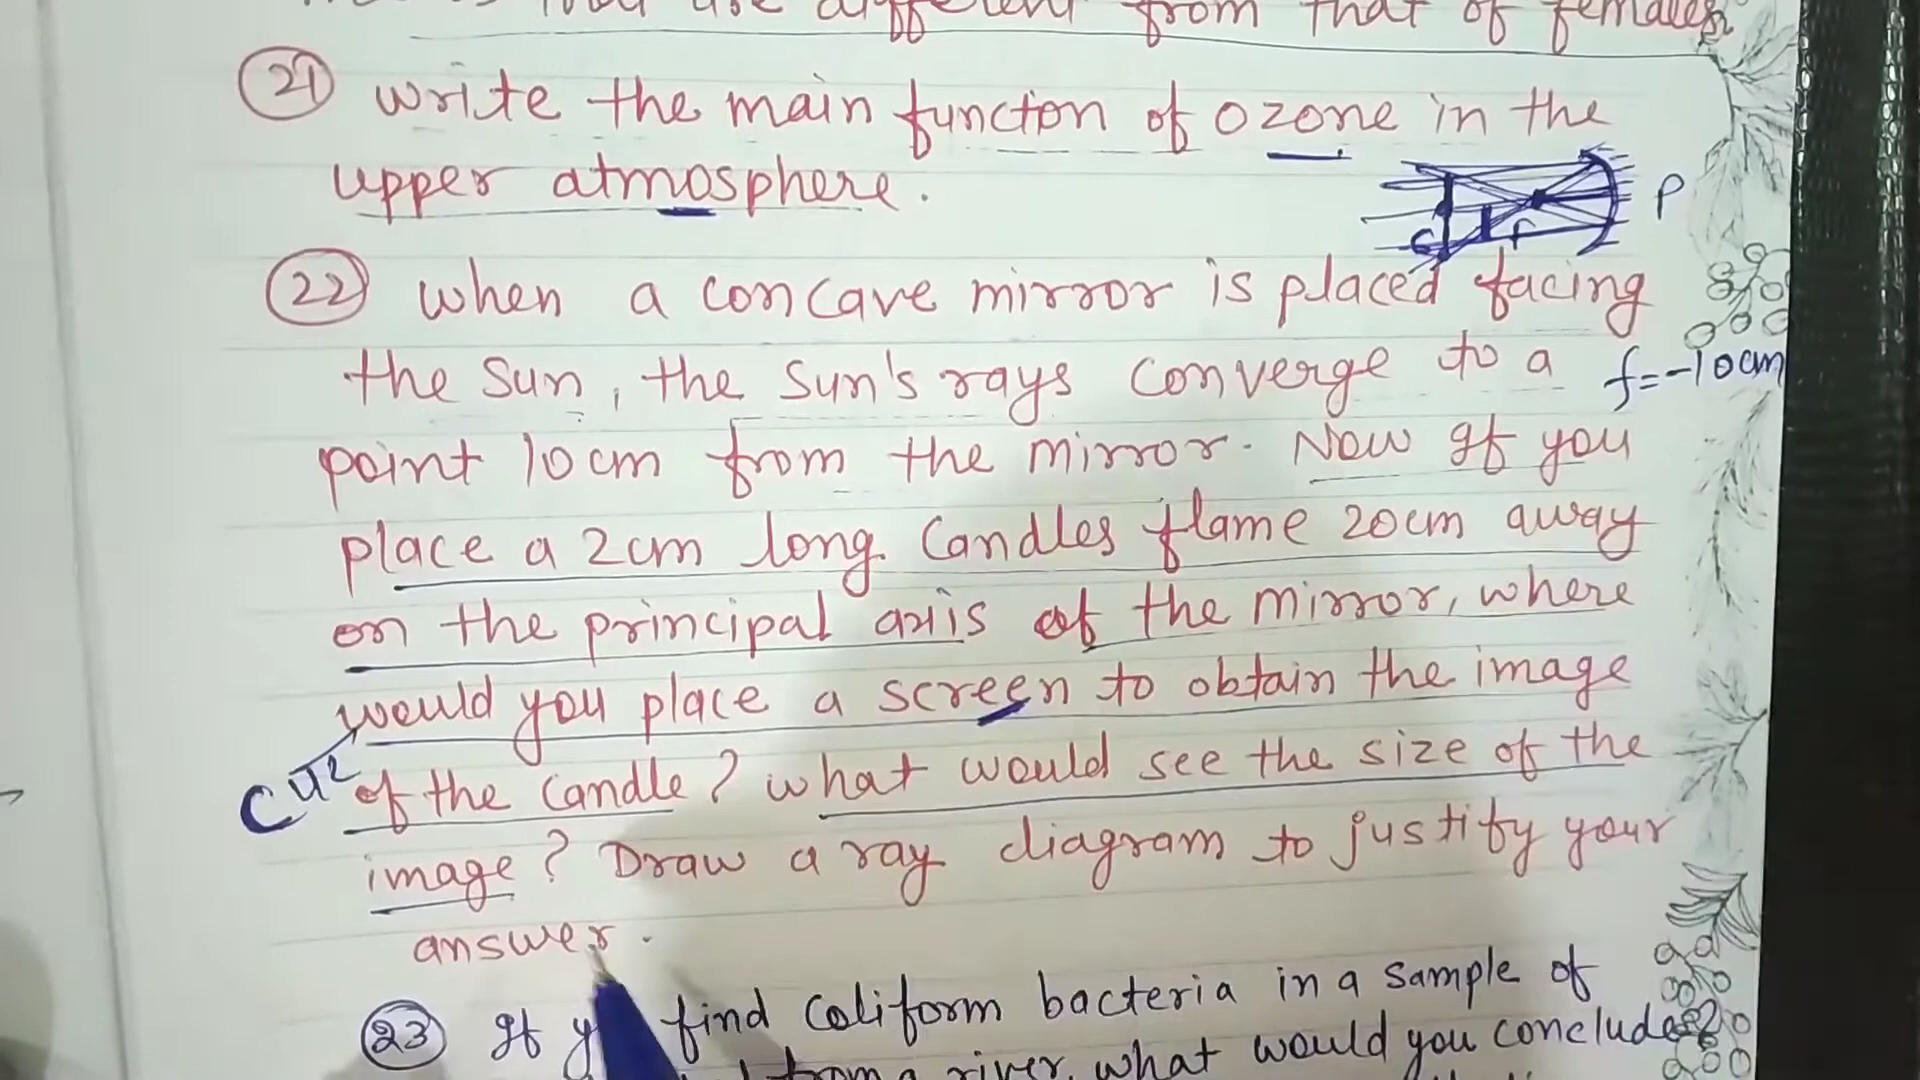 different from that of females
(21) write the main function of ozone in the
upper atmosphere.
P
C F
(22) when a concave mirror is placed facing
the sun, the sun's rays converge to a
f=-10cm
point 10cm from the mirror. Now If you
place a 2cm long. Candles flame 20cm away
on the principal axis of the mirror, where
would you place a screen to obtain the image
of the candle? what would see the size of the
image? Draw a ray diagram to justify your
answer.
(23) If find Coliform bacteria in a sample of
from a river, what would you conclude?